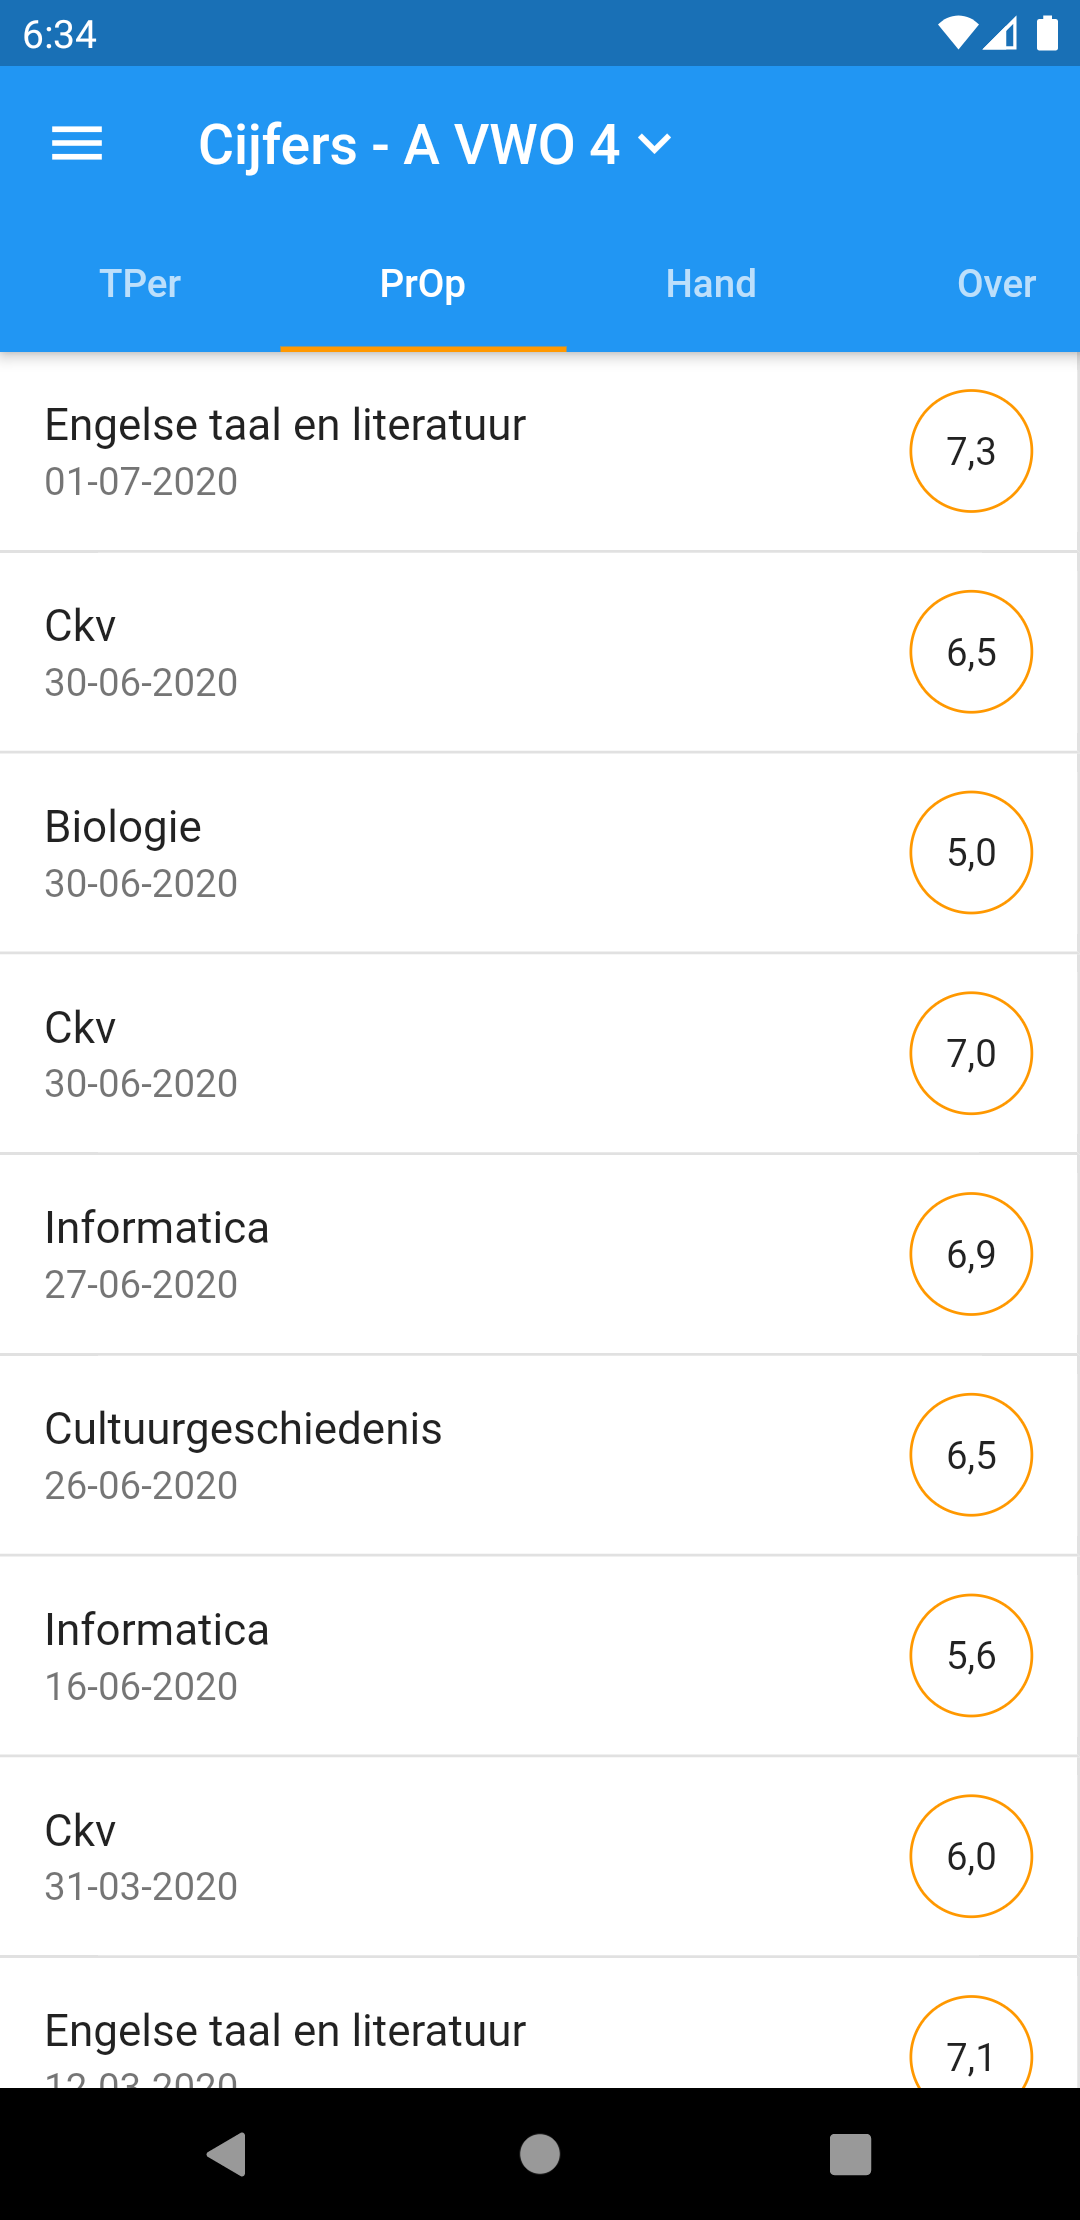 6:34
Cijfers - A VWO 4
TPer PrOp Hand Over
Engelse taal en literatuur
01-07-2020
7,3
Ckv
30-06-2020
6,5
Biologie
30-06-2020
5,0
Ckv
30-06-2020
7,0
Informatica
27-06-2020
6,9
Cultuurgeschiedenis
26-06-2020
6,5
Informatica
16-06-2020
5,6
Ckv
31-03-2020
6,0
Engelse taal en literatuur
12-03-2020
7,1